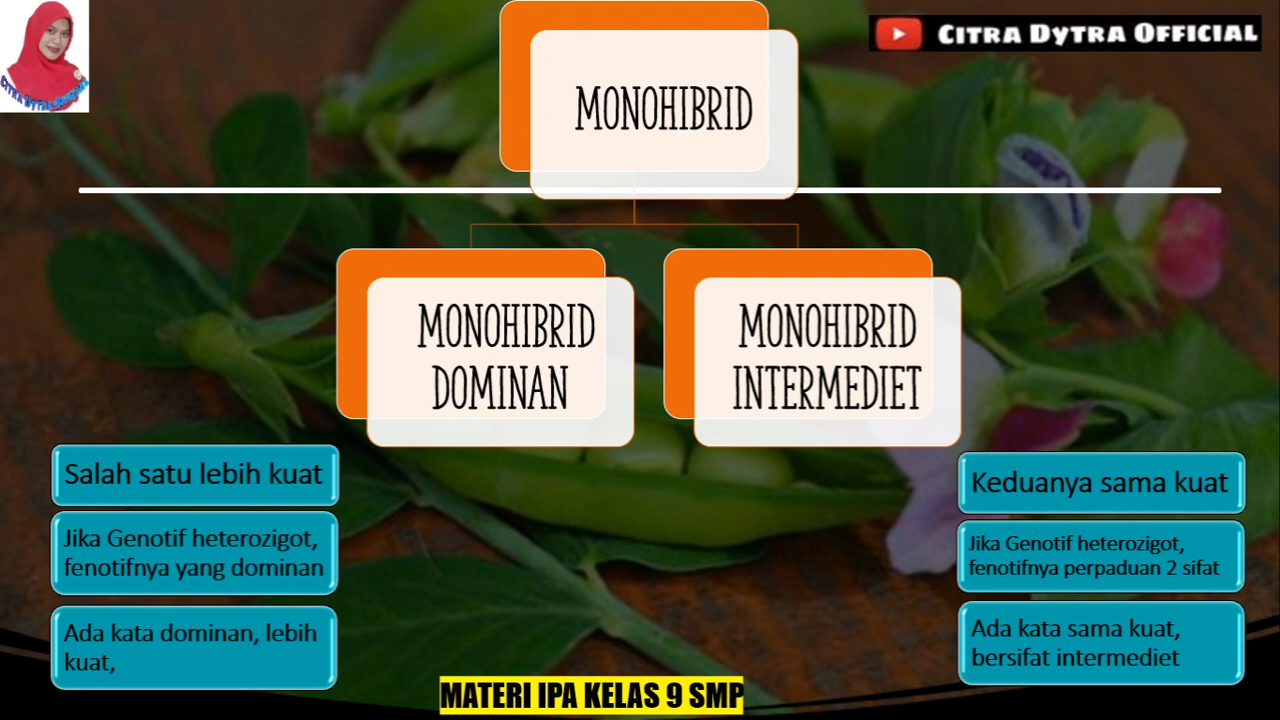 CITRA DYTRA OFFICIAL
MONOHIBRID
MONOHIBRID
DOMINAN
MONOHIBRID
INTERMEDIET
Salah satu lebih kuat
Jika Genotif heterozigot,
fenotifnya yang dominan
Ada kata dominan, lebih
kuat,
Keduanya sama kuat
Jika Genotif heterozigot,
fenotifnya perpaduan 2 sifat
Ada kata sama kuat,
bersifat intermediet
MATERI IPA KELAS 9 SMP